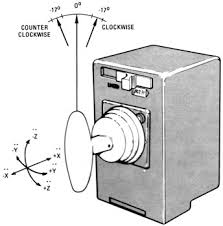 -17° 0° -17°
COUNTER CLOCKWISE
CLOCKWISE
-Z
-Y
+X
-X
+Y
+Z